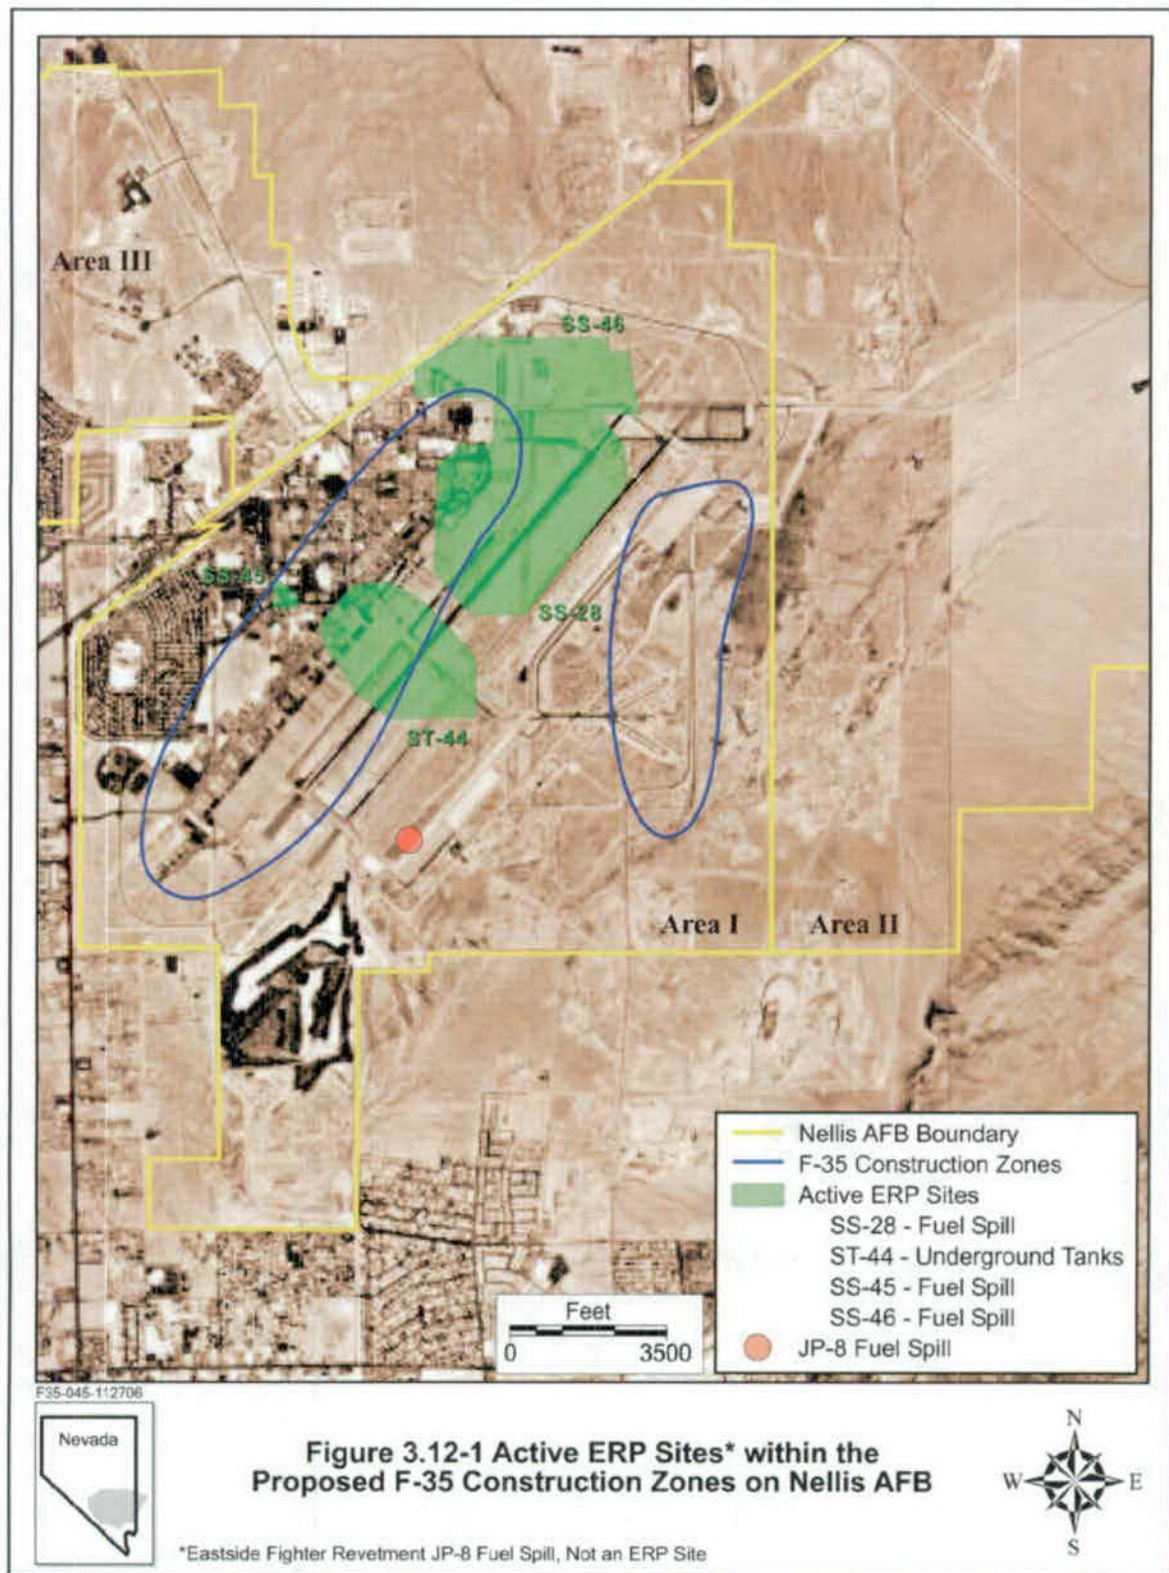 Area III
SS-46
SS-45
SS-28
ST-44
Area I
Area II
Nellis AFB Boundary
F-35 Construction Zones
Active ERP Sites
SS-28 - Fuel Spill
ST-44 - Underground Tanks
SS-45 - Fuel Spill
SS-46 - Fuel Spill
JP-8 Fuel Spill
Feet
0 3500
F35-045-112706
Nevada
Figure 3.12-1 Active ERP Sites* within the
Proposed F-35 Construction Zones on Nellis AFB
N
W E
S
*Eastside Fighter Revetment JP-8 Fuel Spill, Not an ERP Site